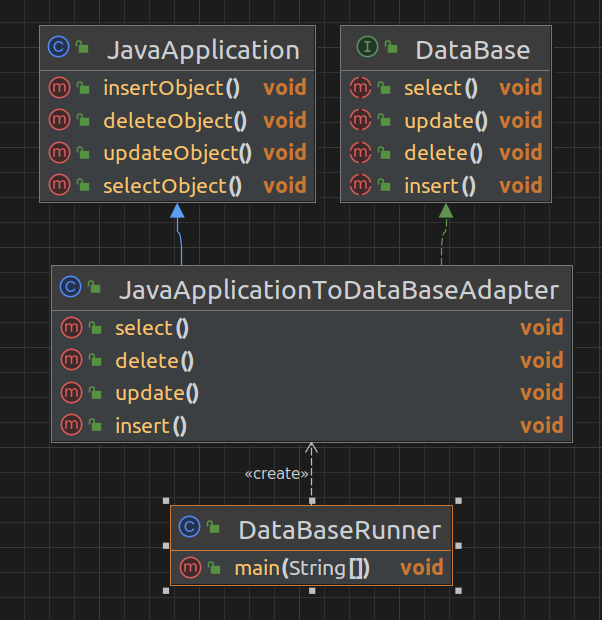 C JavaApplication
m insertObject() void
m deleteObject() void
m updateObject() void
m selectObject() void
I DataBase
m select() void
m update() void
m delete() void
m insert() void
C JavaApplicationToDataBaseAdapter
m select() void
m delete() void
m update() void
m insert() void
«create»
C DataBaseRunner
m main(String[]) void